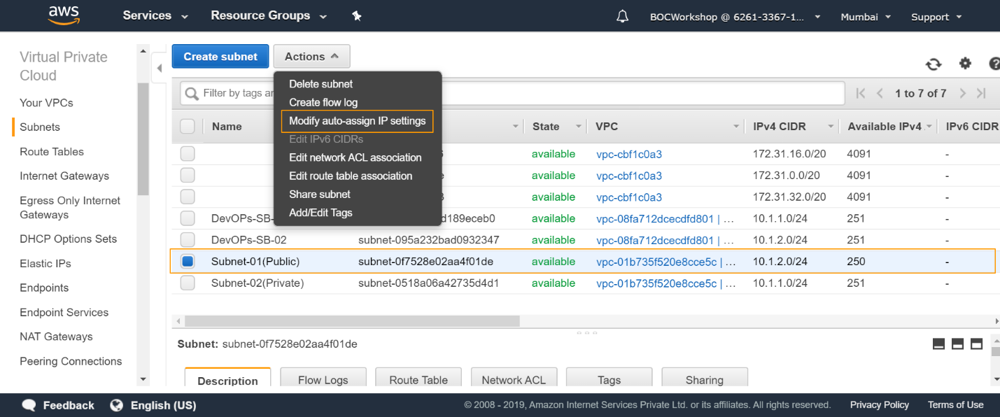 aws Services Resource Groups BOCWorkshop @ 6261-3367-1... Mumbai Support
Virtual Private
Cloud
Your VPCs
Subnets
Route Tables
Internet Gateways
Egress Only Internet
Gateways
DHCP Options Sets
Elastic IPs
Endpoints
Endpoint Services
NAT Gateways
Peering Connections
Create subnet Actions
Delete subnet
Create flow log
Modify auto-assign IP settings
Edit IPv6 CIDRs
Edit network ACL association
Edit route table association
Share subnet
Add/Edit Tags
Filter by tags 1 to 7 of 7
Name State VPC IPv4 CIDR Available IPv4 IPv6 CIDR
available vpc-cbf1c0a3 172.31.16.0/20 4091 -
available vpc-cbf1c0a3 172.31.0.0/20 4091 -
available vpc-cbf1c0a3 172.31.32.0/20 4091 -
DevOPs-SB- d189eceb0 available vpc-08fa712dcecdfd801 | ... 10.1.1.0/24 251 -
DevOPs-SB-02 subnet-095a232bad0932347 available vpc-08fa712dcecdfd801 | ... 10.1.2.0/24 251 -
Subnet-01(Public) subnet-0f7528e02aa4f01de available vpc-01b735f520e8cce5c | ... 10.1.2.0/24 250 -
Subnet-02(Private) subnet-0518a06a42735d4d1 available vpc-01b735f520e8cce5c | ... 10.1.1.0/24 251 -
Subnet: subnet-0f7528e02aa4f01de
Description Flow Logs Route Table Network ACL Tags Sharing
Feedback English (US) © 2008 - 2019, Amazon Internet Services Private Ltd. or its affiliates. All rights reserved. Privacy Policy Terms of Use